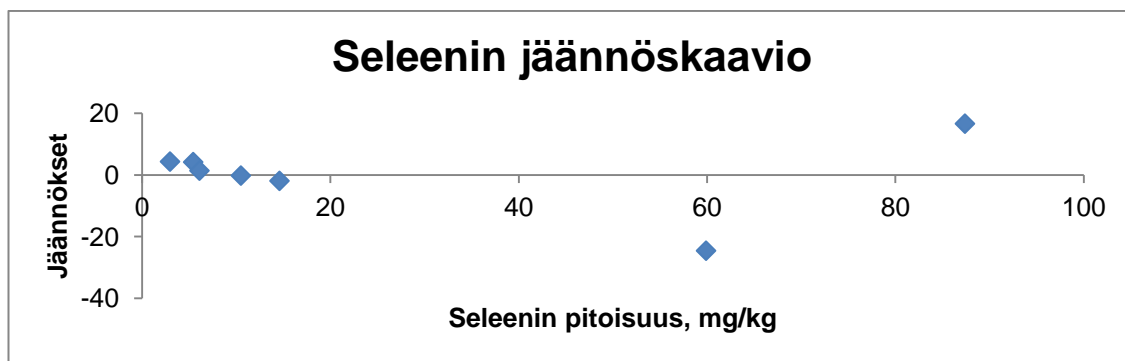 Seleenin jäännöskaavio
Jäännökset
20
0
-20
-40
0 20 40 60 80 100
Seleenin pitoisuus, mg/kg